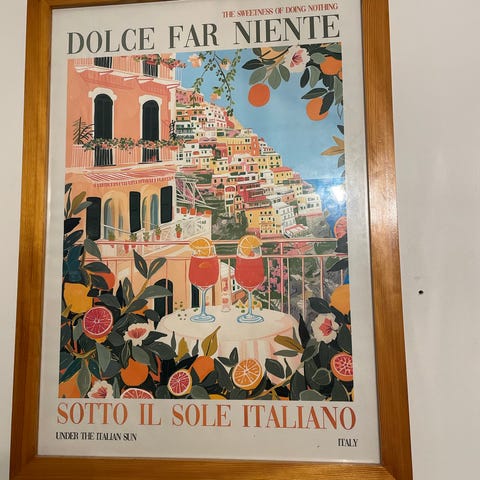 THE SWEETNESS OF DOING NOTHING
DOLCE FAR NIENTE
SOTTO IL SOLE ITALIANO
UNDER THE ITALIAN SUN
ITALY